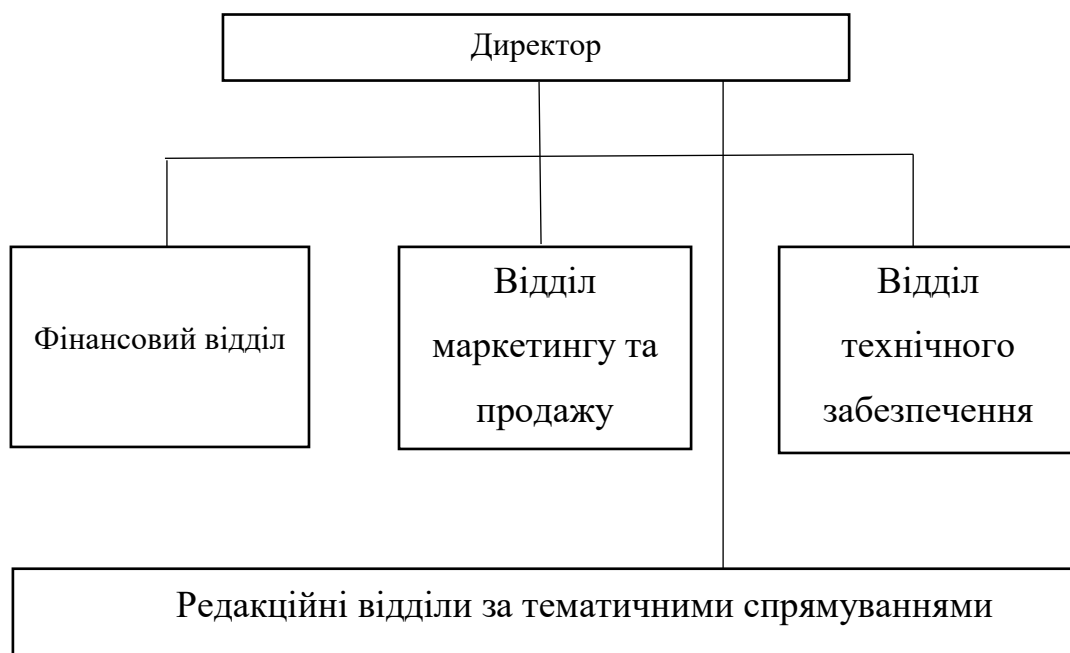 Директор
Фінансовий відділ
Відділ
маркетингу та
продажу
Відділ
технічного
забезпечення
Редакційні відділи за тематичними спрямуваннями